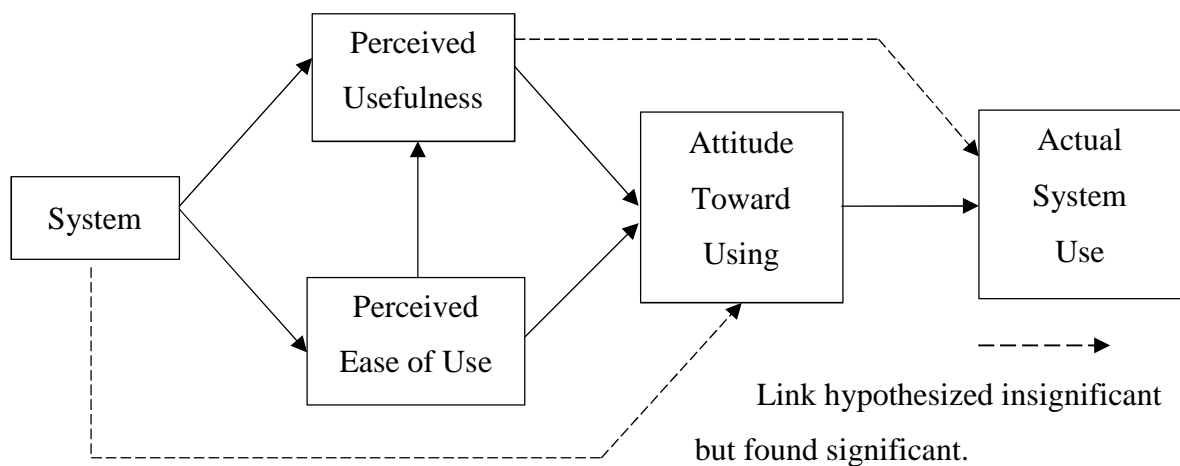 Perceived
Usefulness
System
Perceived
Ease of Use
Attitude
Toward
Using
Actual
System
Use
Link hypothesized insignificant
but found significant.